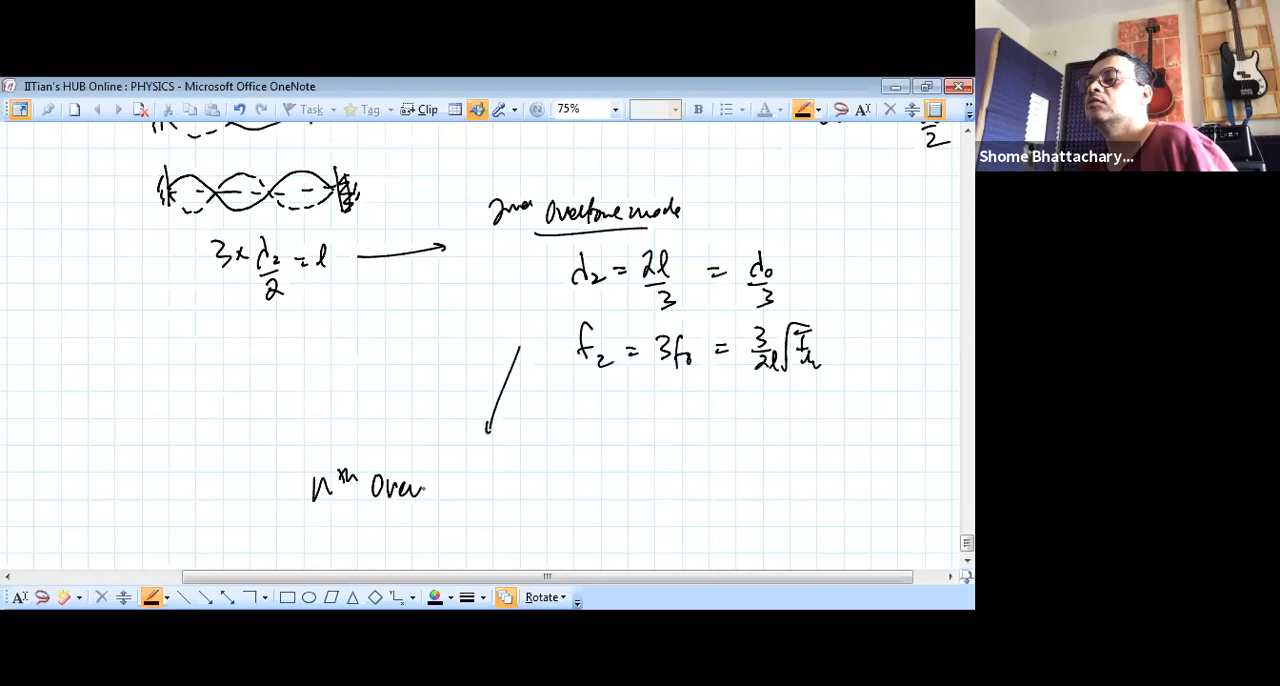 IITian's HUB Online : PHYSICS - Microsoft Office OneNote
Task Tag Clip 75% B A
2
Shome Bhattachary...
2nd Overtone mode
3 × λ₂/2 = l
λ₂ = 2l/3 = λ₀/3
f₂ = 3f₀ = 3/2l √T/μ
nth Over
Rotate